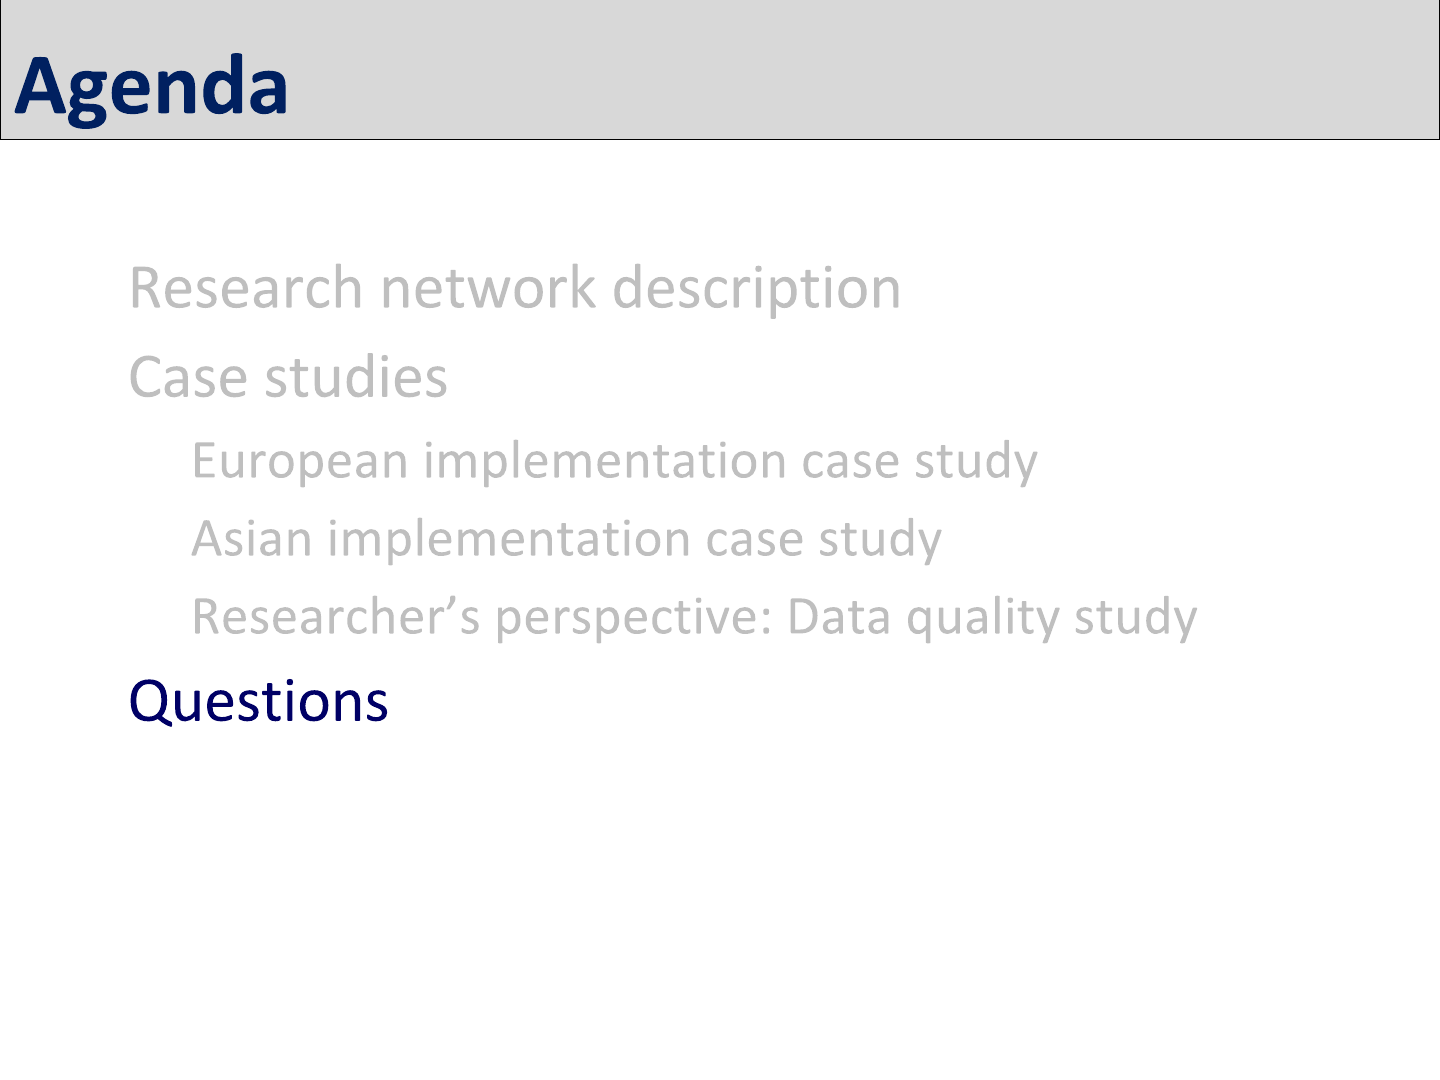 Agenda
Research network description
Case studies
European implementation case study
Asian implementation case study
Researcher’s perspective: Data quality study
Questions